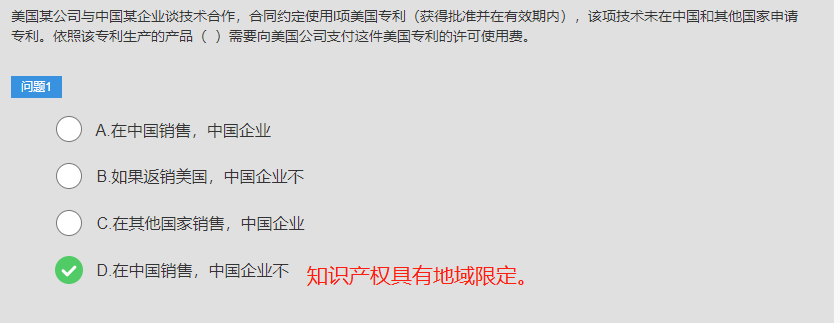 美国某公司与中国某企业谈技术合作，合同约定使用I项美国专利（获得批准并在有效期内），该项技术未在中国和其他国家申请
专利。依照该专利生产的产品（ ）需要向美国公司支付这件美国专利的许可使用费。
问题1
A.在中国销售，中国企业
B.如果返销美国，中国企业不
C.在其他国家销售，中国企业
D.在中国销售，中国企业不
知识产权具有地域限定。